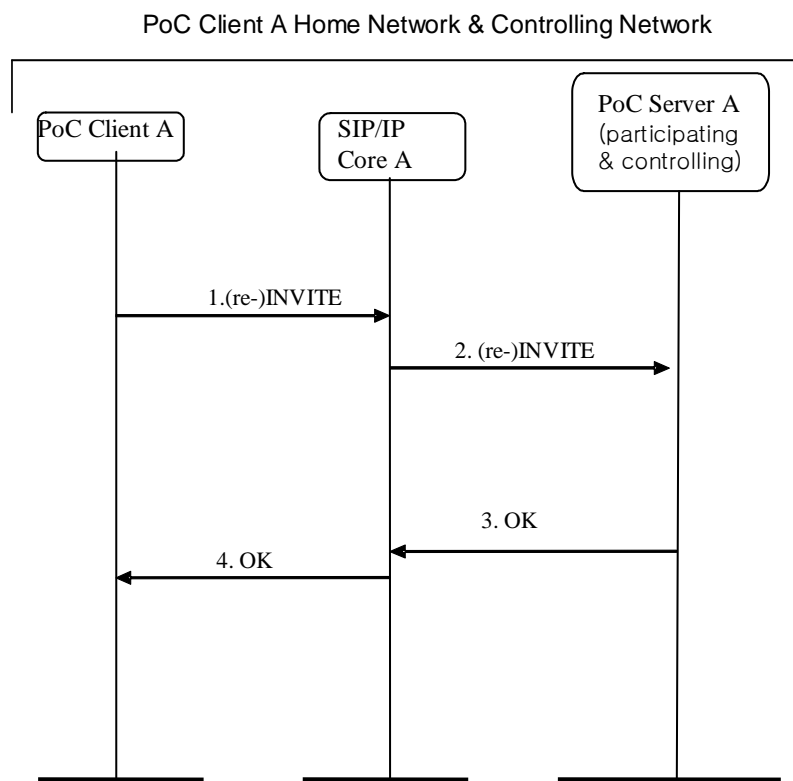 PoC Client A Home Network & Controlling Network
PoC Client A
SIP/IP
Core A
PoC Server A
(participating
& controlling)
1.(re-)INVITE
2. (re-)INVITE
3. OK
4. OK